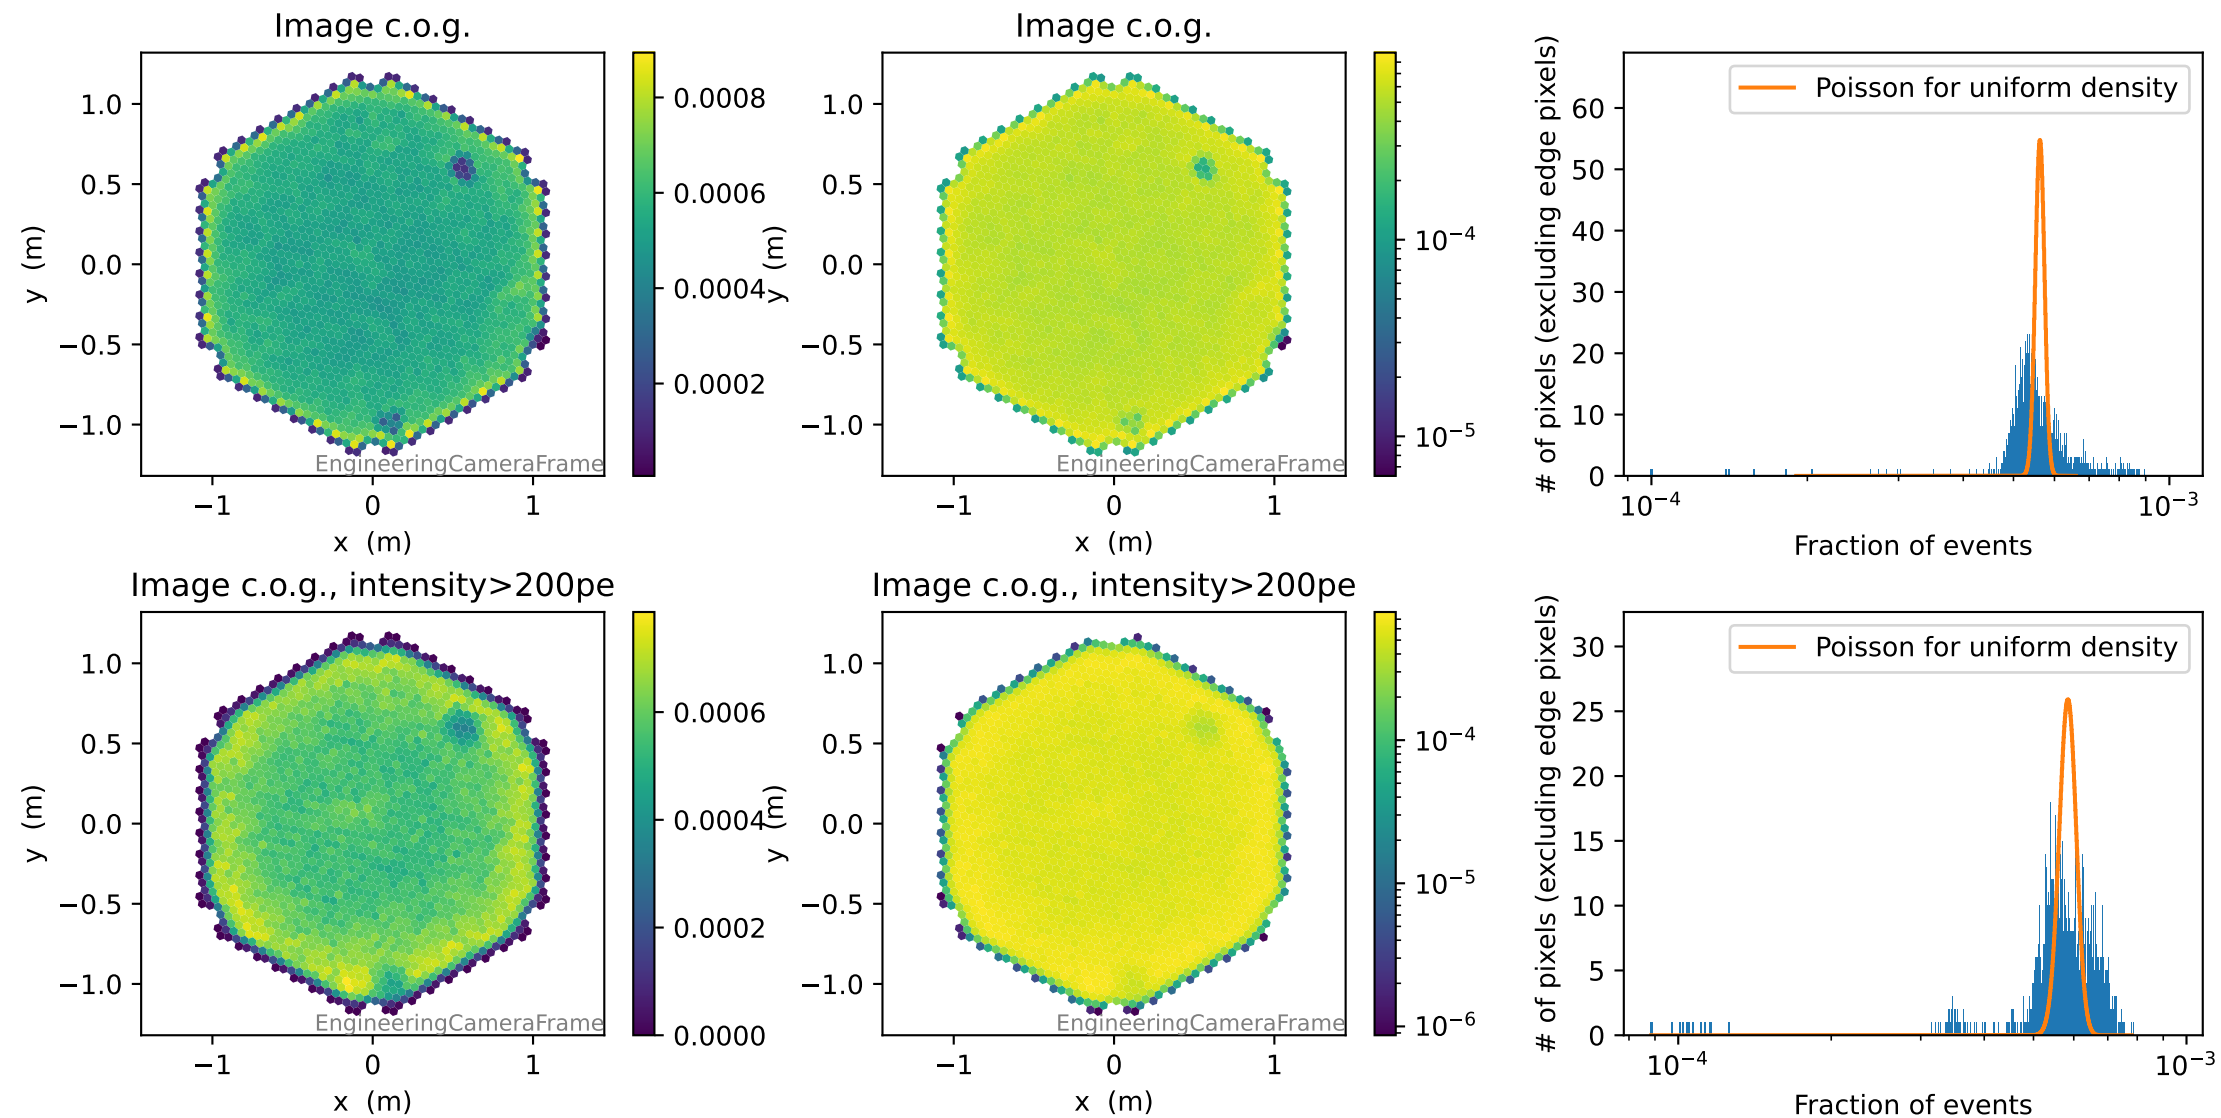 Image c.o.g.
1.0
0.5
0.0
−0.5
−1.0
y (m)
−1
0
1
x (m)
EngineeringCameraFrame
0.0008
0.0006
0.0004
0.0002
Image c.o.g.
1.0
0.5
0.0
−0.5
−1.0
y (m)
−1
0
1
x (m)
EngineeringCameraFrame
10−4
10−5
# of pixels (excluding edge pixels)
60
50
40
30
20
10
0
Poisson for uniform density
10−4
10−3
Fraction of events
Image c.o.g., intensity>200pe
1.0
0.5
0.0
−0.5
−1.0
y (m)
−1
0
1
x (m)
EngineeringCameraFrame
0.0006
0.0004
0.0002
0.0000
Image c.o.g., intensity>200pe
1.0
0.5
0.0
−0.5
−1.0
y (m)
−1
0
1
x (m)
EngineeringCameraFrame
10−4
10−5
10−6
# of pixels (excluding edge pixels)
30
25
20
15
10
5
0
Poisson for uniform density
10−4
10−3
Fraction of events